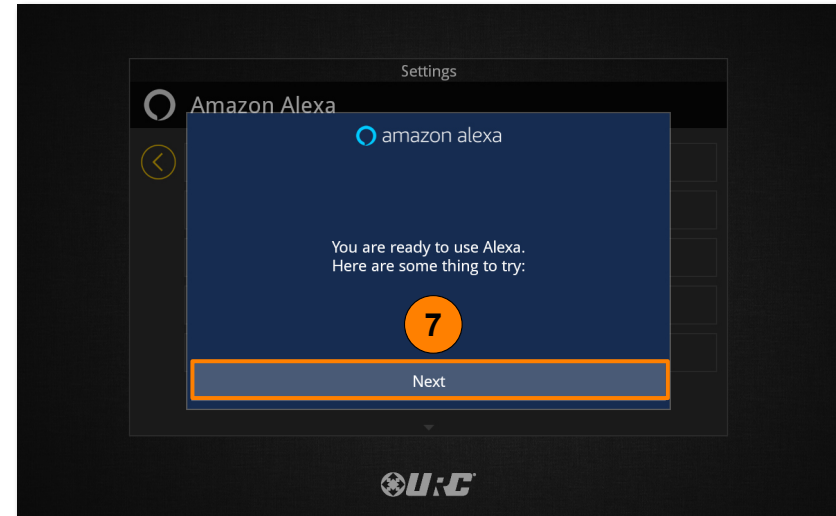 Settings
Amazon Alexa
amazon alexa
You are ready to use Alexa.
Here are some thing to try:
7
Next
URC